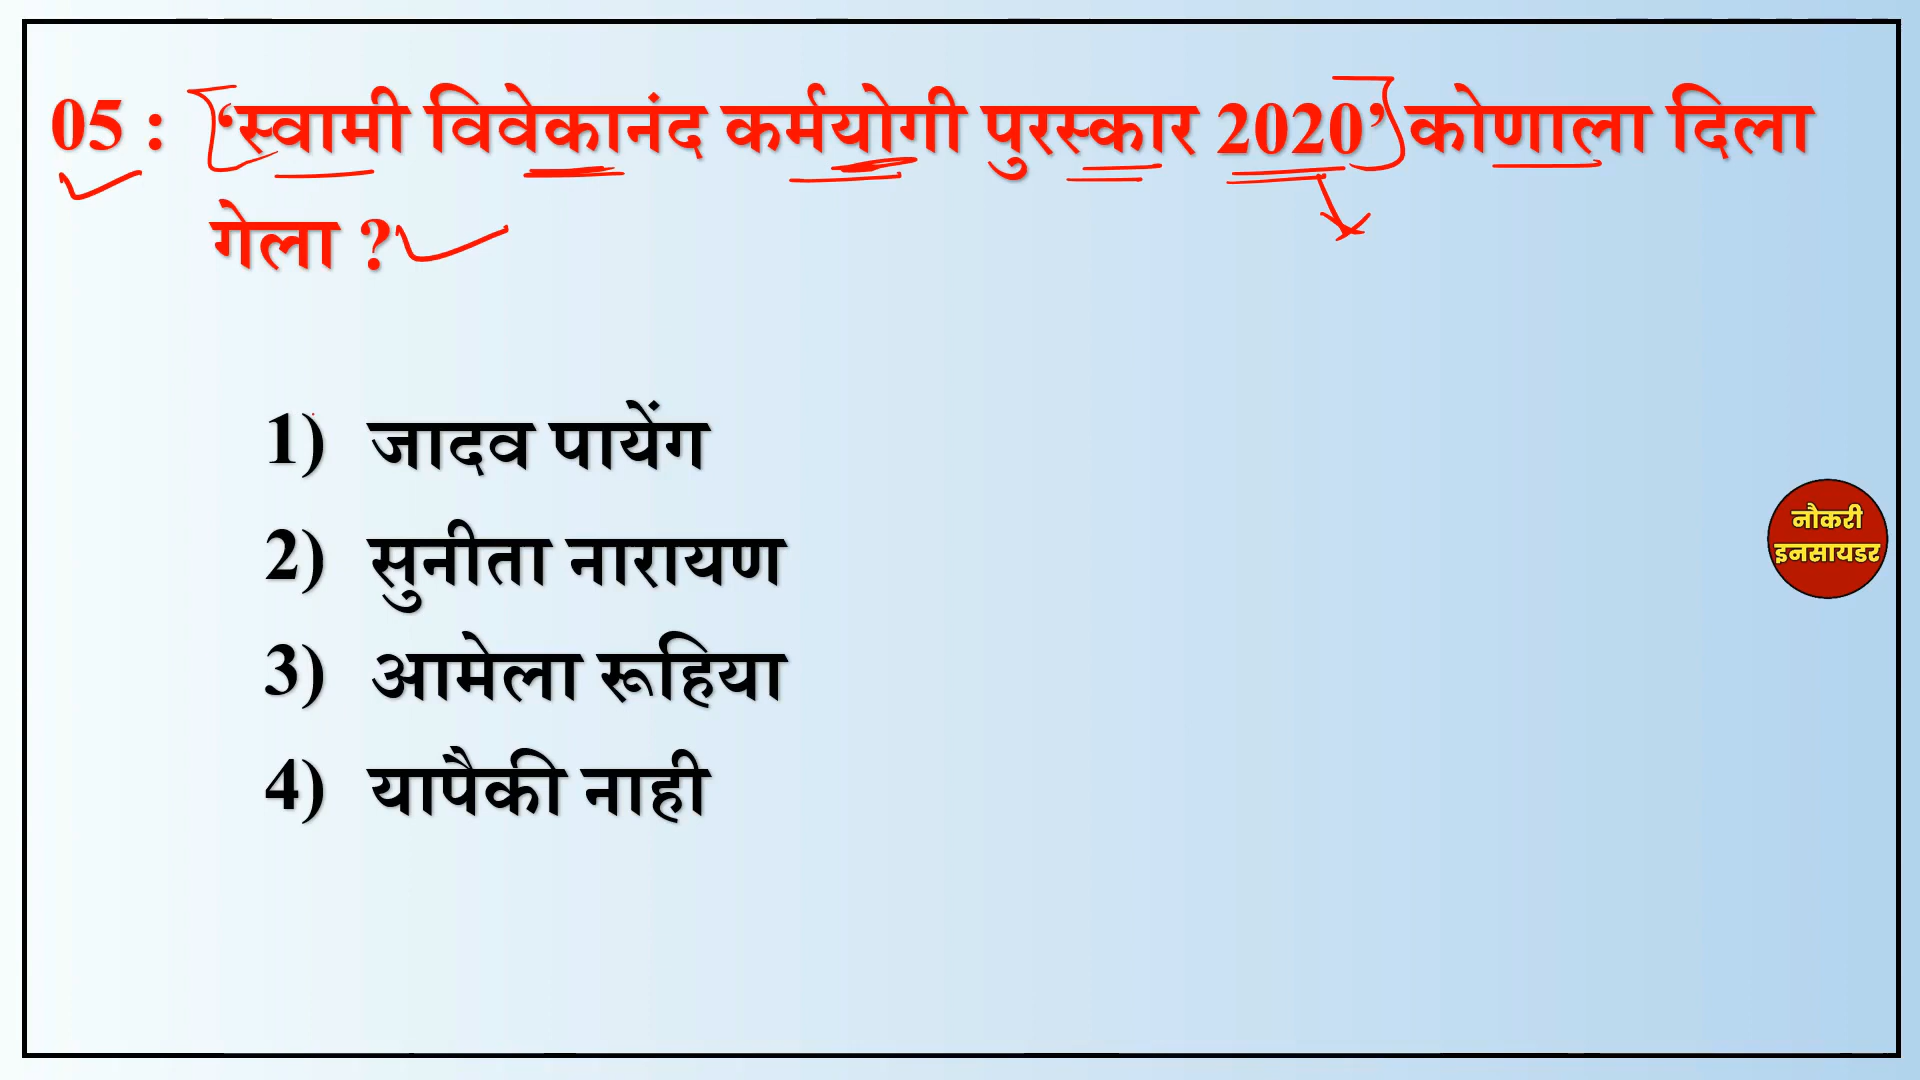 05 : ‘स्वामी विवेकानंद कर्मयोगी पुरस्कार 2020’ कोणाला दिला
गेला ?
1) जादव पायेंग
2) सुनीता नारायण
3) आमेला रूहिया
4) यापैकी नाही
नौकरी
इनसायडर